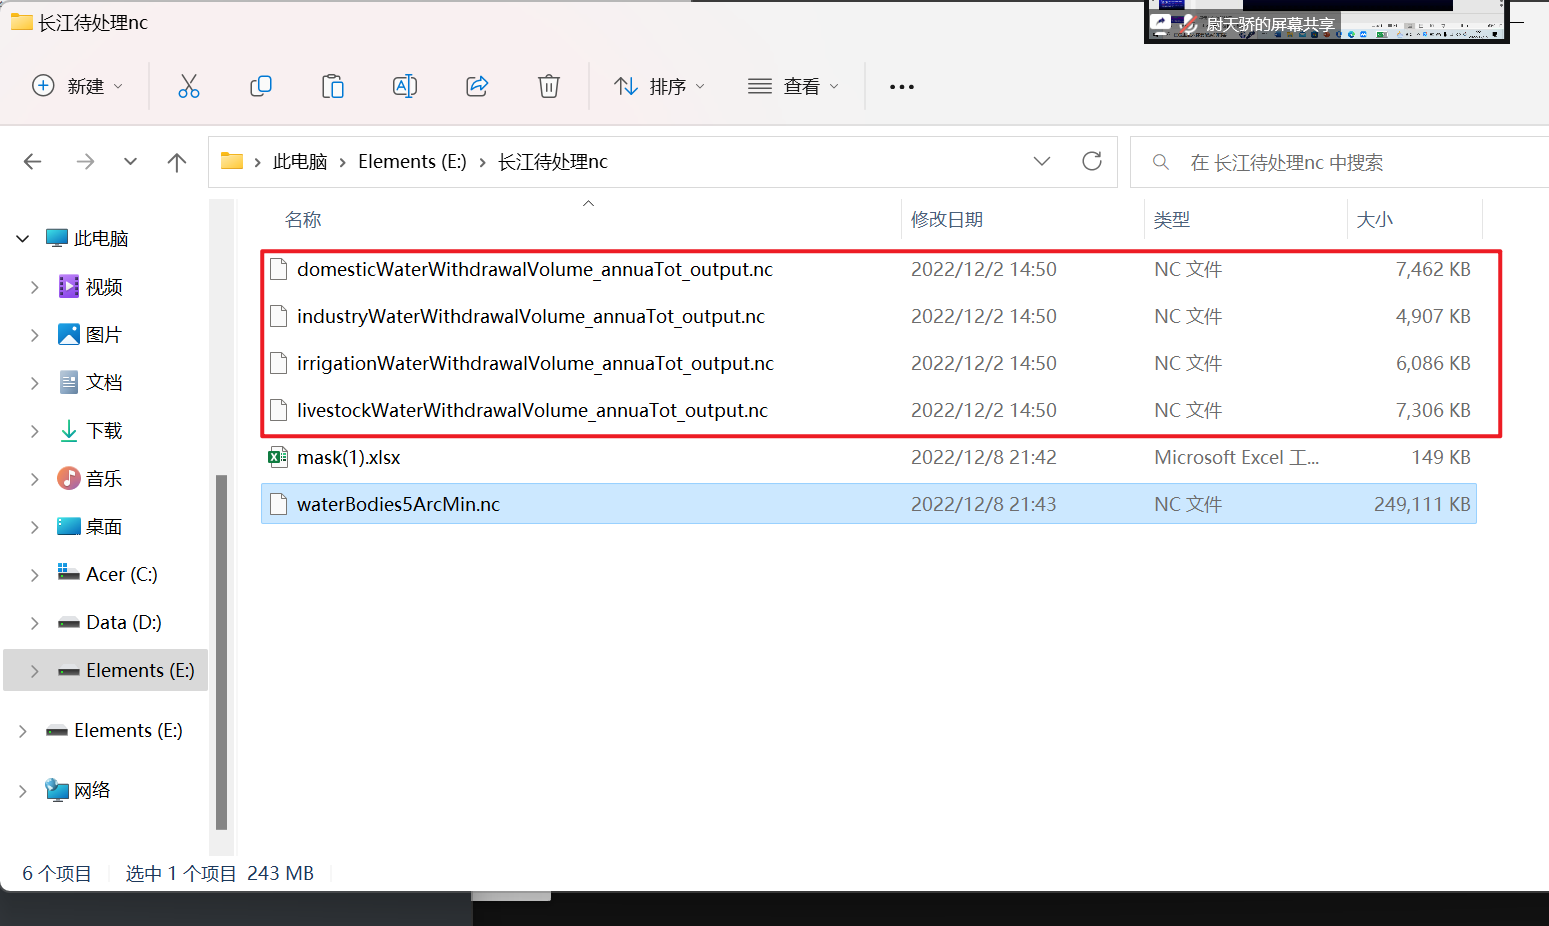 长江待处理nc
尉天骄的屏幕共享
新建
排序
查看
此电脑 Elements (E:) 长江待处理nc
在 长江待处理nc 中搜索
名称 修改日期 类型 大小
此电脑
视频
图片
文档
下载
音乐
桌面
Acer (C:)
Data (D:)
Elements (E:)
Elements (E:)
网络
domesticWaterWithdrawalVolume_annuaTot_output.nc 2022/12/2 14:50 NC 文件 7,462 KB
industryWaterWithdrawalVolume_annuaTot_output.nc 2022/12/2 14:50 NC 文件 4,907 KB
irrigationWaterWithdrawalVolume_annuaTot_output.nc 2022/12/2 14:50 NC 文件 6,086 KB
livestockWaterWithdrawalVolume_annuaTot_output.nc 2022/12/2 14:50 NC 文件 7,306 KB
mask(1).xlsx 2022/12/8 21:42 Microsoft Excel 工... 149 KB
waterBodies5ArcMin.nc 2022/12/8 21:43 NC 文件 249,111 KB
6 个项目 选中 1 个项目 243 MB